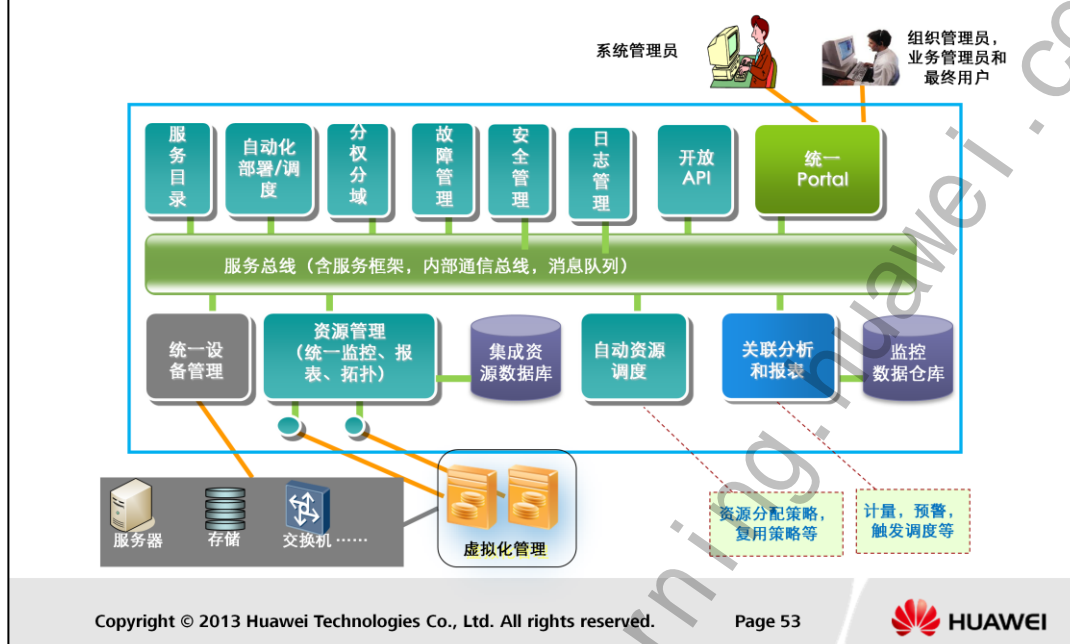 系统管理员
组织管理员，
业务管理员和
最终用户
服
务
目
录
自动化
部署/调
度
分
权
分
域
故
障
管
理
安
全
管
理
日
志
管
理
开放
API
统一
Portal
服务总线（含服务框架，内部通信总线，消息队列）
统一设
备管理
资源管理
（统一监控、报
表、拓扑）
集成资
源数据库
自动资源
调度
关联分析
和报表
监控
数据仓库
服务器
存储
交换机 ……
虚拟化管理
资源分配策略，
复用策略等
计量，预警，
触发调度等
Copyright © 2013 Huawei Technologies Co., Ltd. All rights reserved.
Page 53
HUAWEI
rning.huawei.co